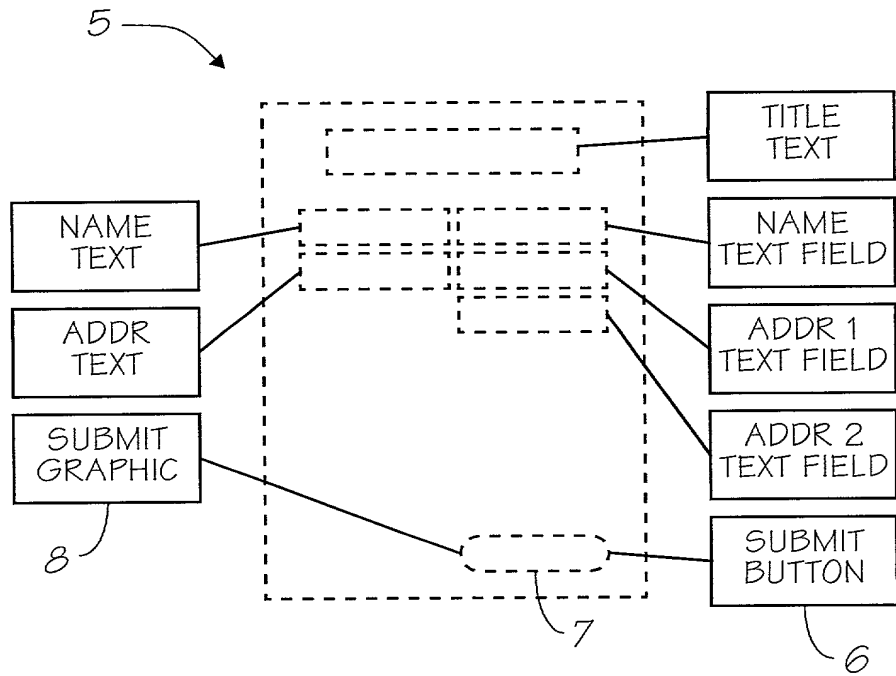 5
TITLE
TEXT
NAME
TEXT
NAME
TEXT FIELD
ADDR
TEXT
ADDR 1
TEXT FIELD
SUBMIT
GRAPHIC
ADDR 2
TEXT FIELD
8
SUBMIT
BUTTON
7
6